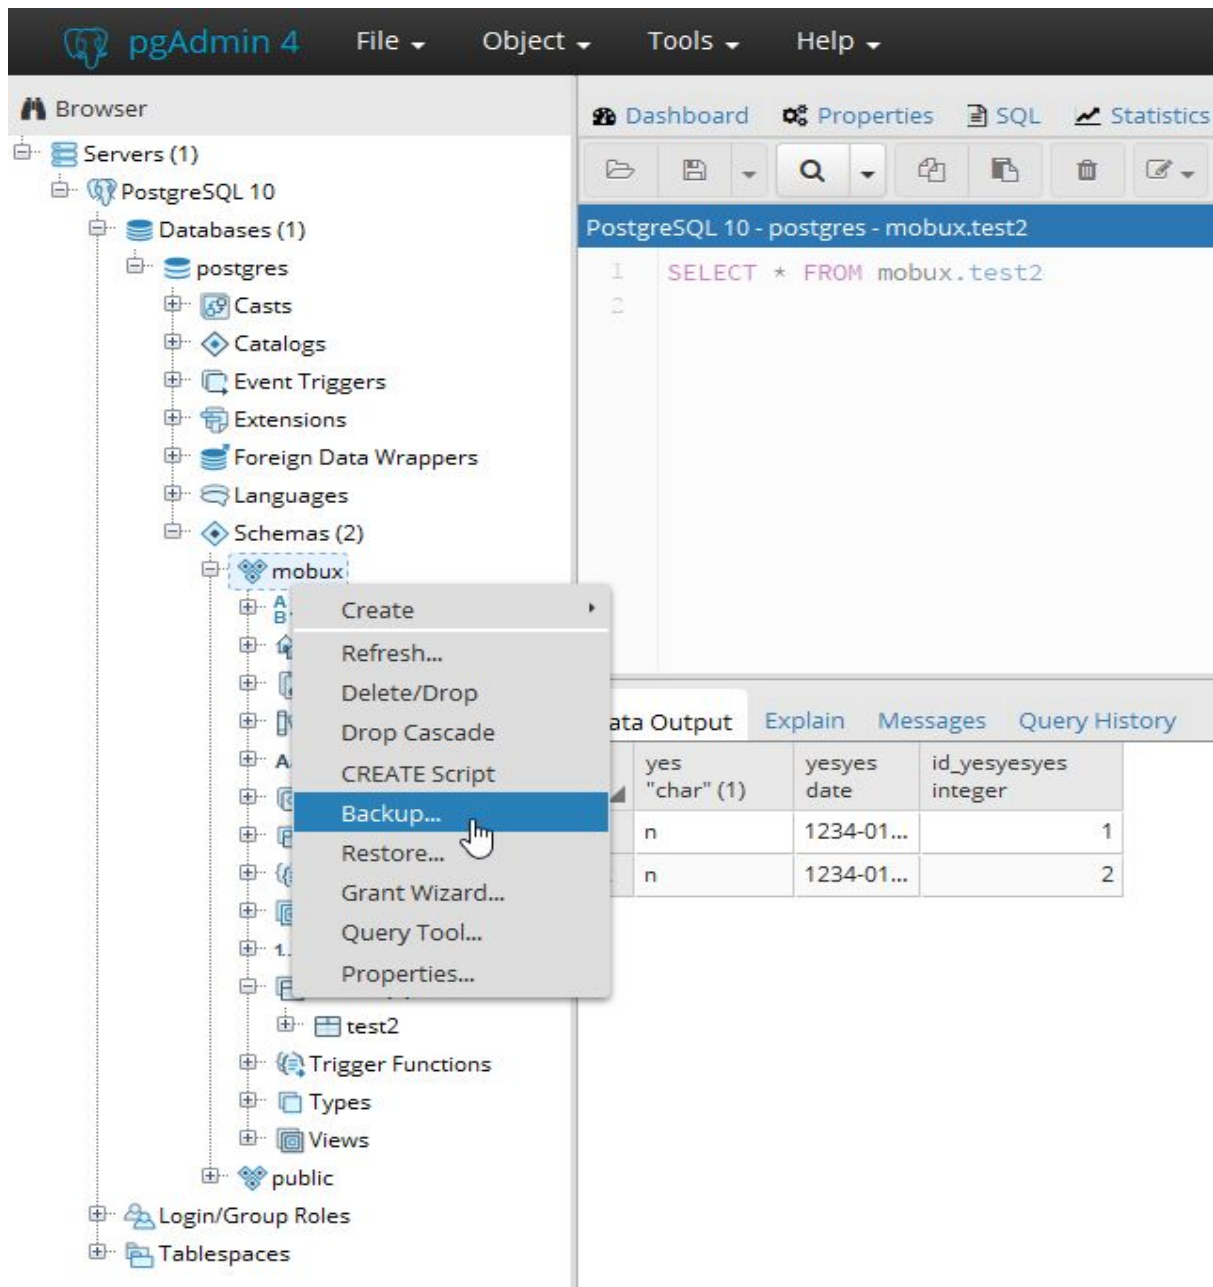 pgAdmin 4 File Object Tools Help
Browser
Servers (1)
PostgreSQL 10
Databases (1)
postgres
Casts
Catalogs
Event Triggers
Extensions
Foreign Data Wrappers
Languages
Schemas (2)
mobux
Create
Refresh...
Delete/Drop
Drop Cascade
CREATE Script
Backup...
Restore...
Grant Wizard...
Query Tool...
Properties...
test2
Trigger Functions
Types
Views
public
Login/Group Roles
Tablespaces
Dashboard Properties SQL Statistics
PostgreSQL 10 - postgres - mobux.test2
1 SELECT * FROM mobux.test2
2
ata Output Explain Messages Query History
yes yesyes id_yesyesyes
"char" (1) date integer
n 1234-01... 1
n 1234-01... 2